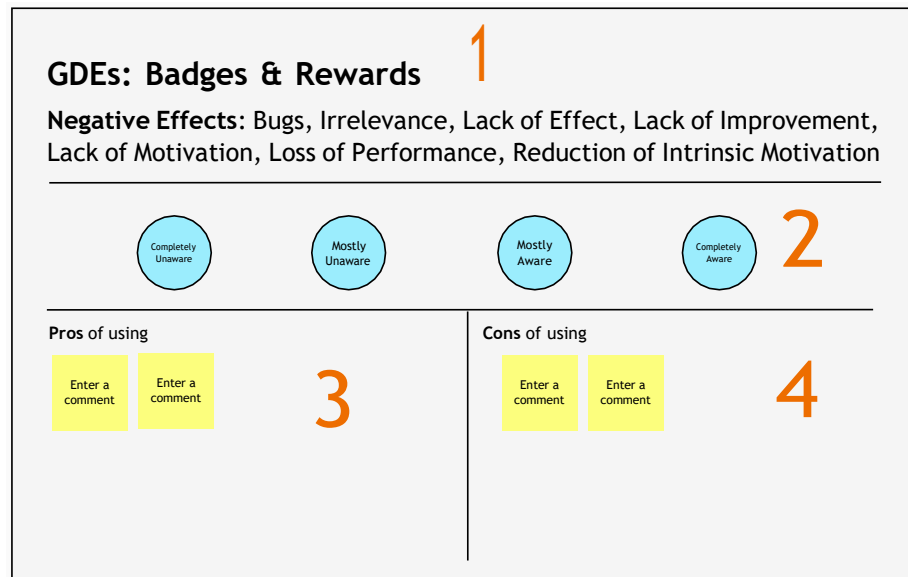 1
GDEs: Badges & Rewards
Negative Effects: Bugs, Irrelevance, Lack of Effect, Lack of Improvement,
Lack of Motivation, Loss of Performance, Reduction of Intrinsic Motivation
Completely
Unaware
Mostly
Unaware
Mostly
Aware
Completely
Aware
2
Pros of using
Enter a
comment
Enter a
comment
3
Cons of using
Enter a
comment
Enter a
comment
4